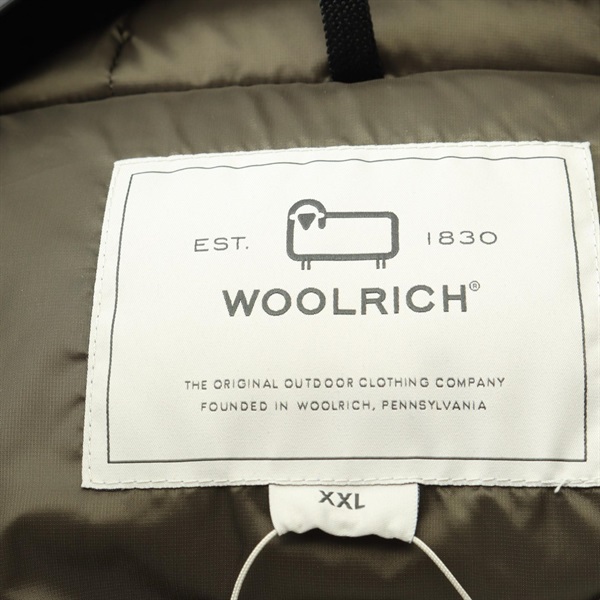 EST. 1830
WOOLRICH®
THE ORIGINAL OUTDOOR CLOTHING COMPANY
FOUNDED IN WOOLRICH, PENNSYLVANIA
XXL